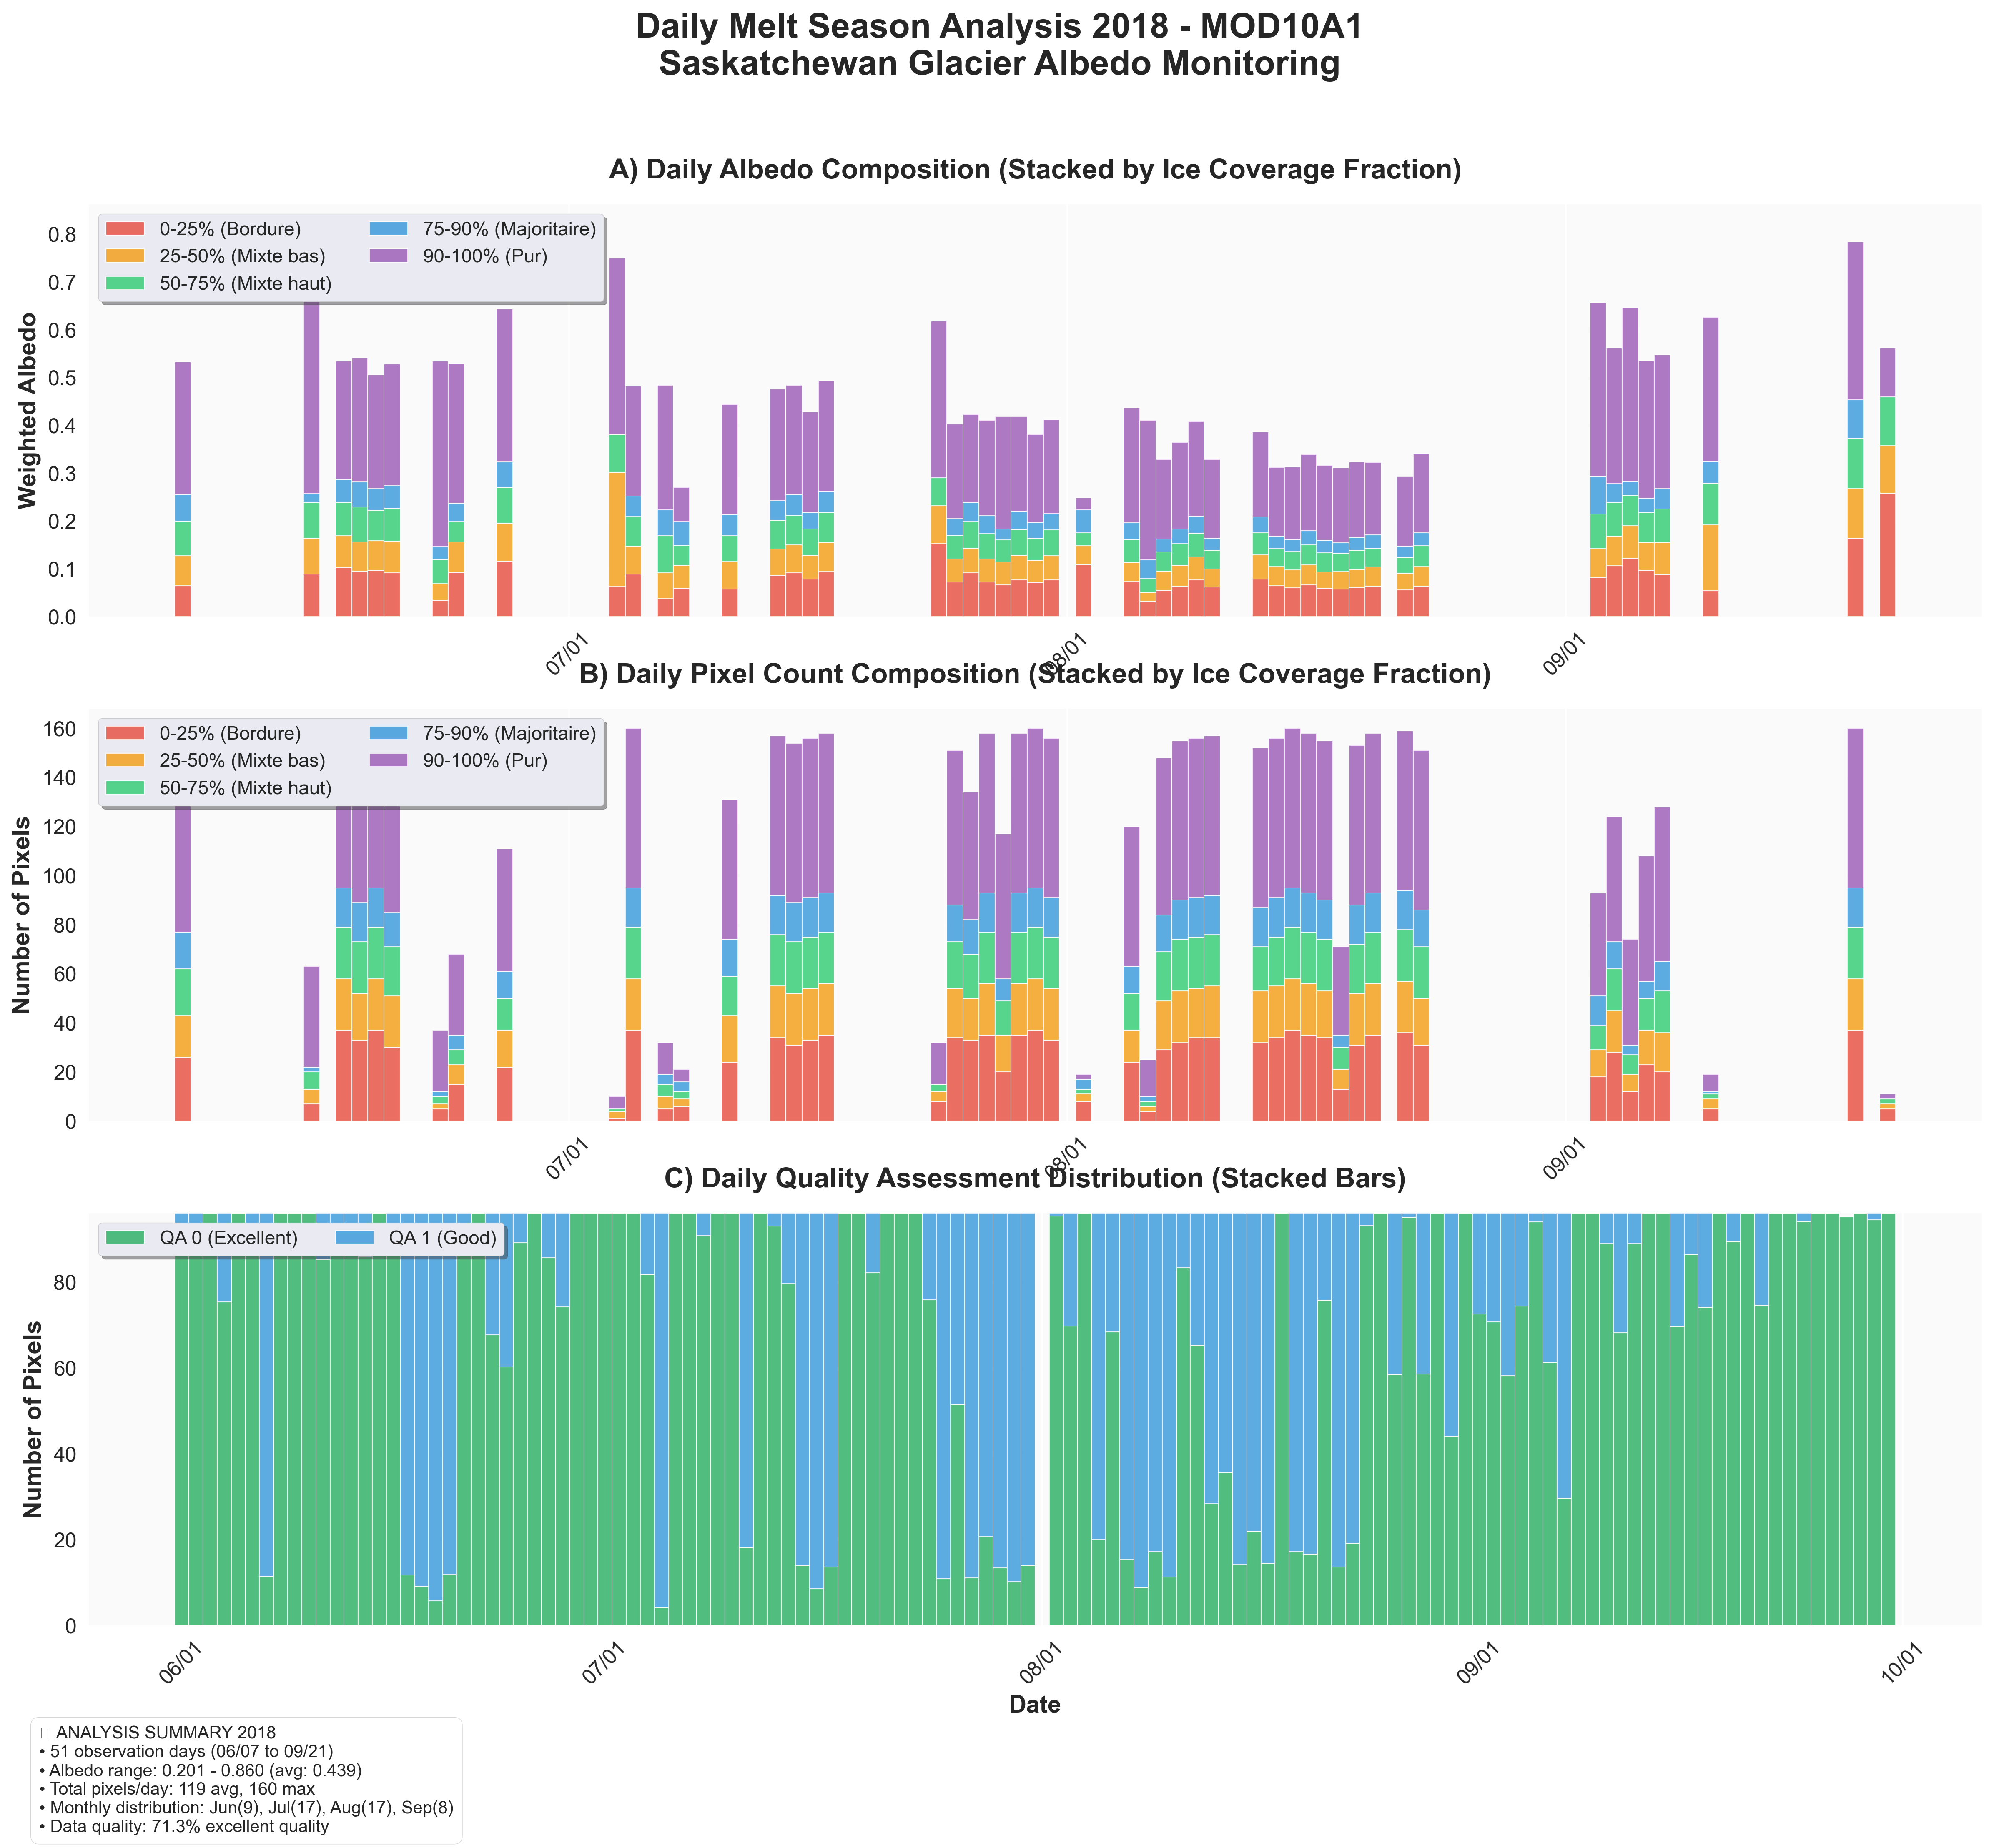 Daily Melt Season Analysis 2018 - MOD10A1
Saskatchewan Glacier Albedo Monitoring
A) Daily Albedo Composition (Stacked by Ice Coverage Fraction)
0-25% (Bordure)
25-50% (Mixte bas)
50-75% (Mixte haut)
75-90% (Majoritaire)
90-100% (Pur)
Weighted Albedo
0.8
0.7
0.6
0.5
0.4
0.3
0.2
0.1
0.0
07/01
08/01
09/01
B) Daily Pixel Count Composition (Stacked by Ice Coverage Fraction)
0-25% (Bordure)
25-50% (Mixte bas)
50-75% (Mixte haut)
75-90% (Majoritaire)
90-100% (Pur)
Number of Pixels
160
140
120
100
80
60
40
20
0
07/01
08/01
09/01
C) Daily Quality Assessment Distribution (Stacked Bars)
QA 0 (Excellent)
QA 1 (Good)
Number of Pixels
80
60
40
20
0
06/01
07/01
08/01
09/01
10/01
Date
ANALYSIS SUMMARY 2018
• 51 observation days (06/07 to 09/21)
• Albedo range: 0.201 - 0.860 (avg: 0.439)
• Total pixels/day: 119 avg, 160 max
• Monthly distribution: Jun(9), Jul(17), Aug(17), Sep(8)
• Data quality: 71.3% excellent quality